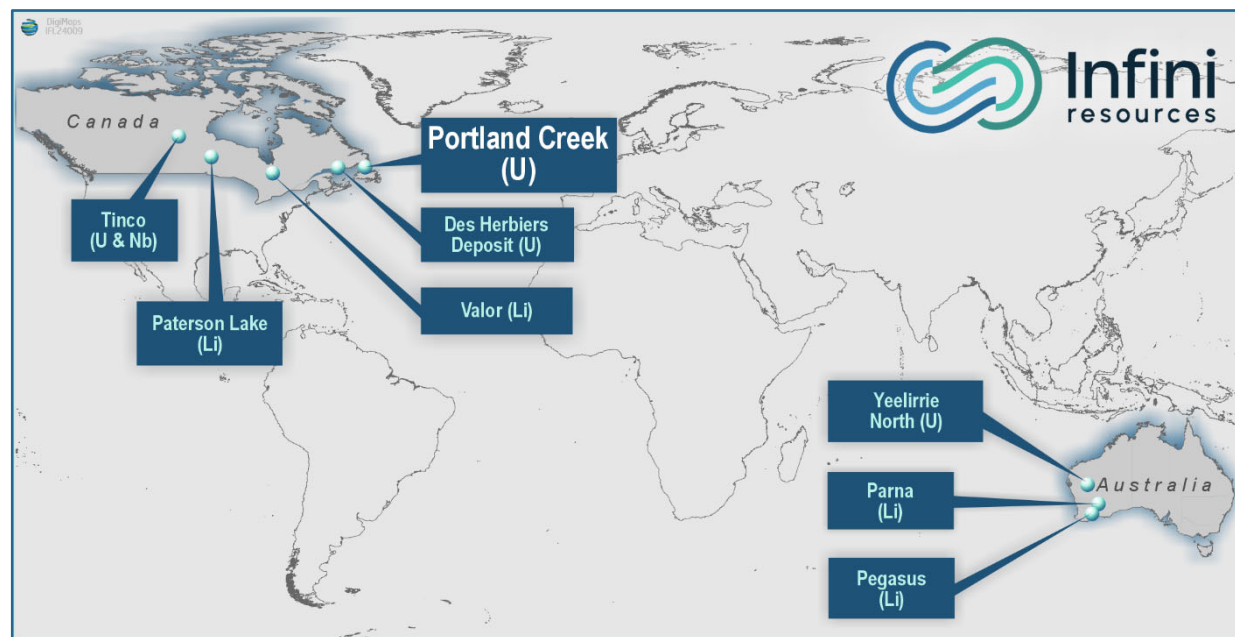 DigiMaps
IFL24009
Infini
resources
Canada
Portland Creek
(U)
Tinco
(U & Nb)
Des Herbiers
Deposit (U)
Paterson Lake
(Li)
Valor (Li)
Yeelirrie
North (U)
Australia
Parna
(Li)
Pegasus
(Li)